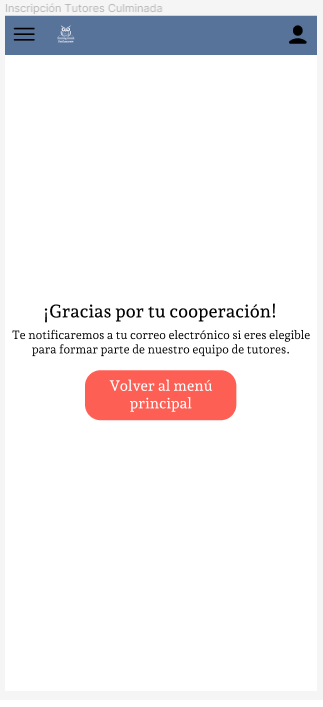 Inscripción Tutores Culminada
¡Gracias por tu cooperación!
Te notificaremos a tu correo electrónico si eres elegible
para formar parte de nuestro equipo de tutores.
Volver al menú
principal